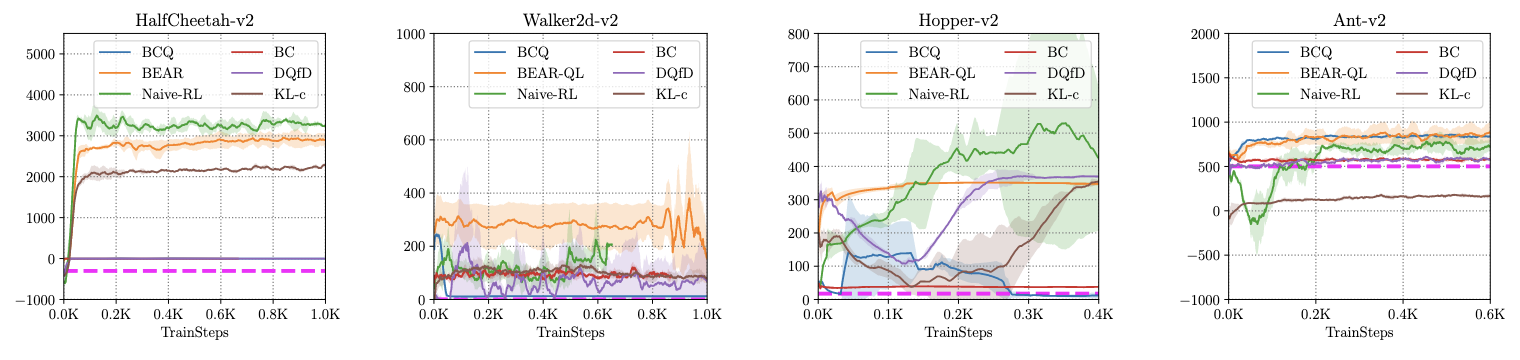 HalfCheetah-v2
5000
4000
3000
2000
1000
0
−1000
BCQ
BEAR
Naive-RL
BC
DQfD
KL-c
0.0K 0.2K 0.4K 0.6K 0.8K 1.0K
TrainSteps
Walker2d-v2
1000
800
600
400
200
0
BCQ
BEAR-QL
Naive-RL
BC
DQfD
KL-c
0.0K 0.2K 0.4K 0.6K 0.8K 1.0K
TrainSteps
Hopper-v2
800
700
600
500
400
300
200
100
0
BCQ
BEAR-QL
Naive-RL
BC
DQfD
KL-c
0.0K 0.1K 0.2K 0.3K 0.4K
TrainSteps
Ant-v2
2000
1500
1000
500
0
−500
−1000
BCQ
BEAR-QL
Naive-RL
BC
DQfD
KL-c
0.0K 0.2K 0.4K 0.6K
TrainSteps